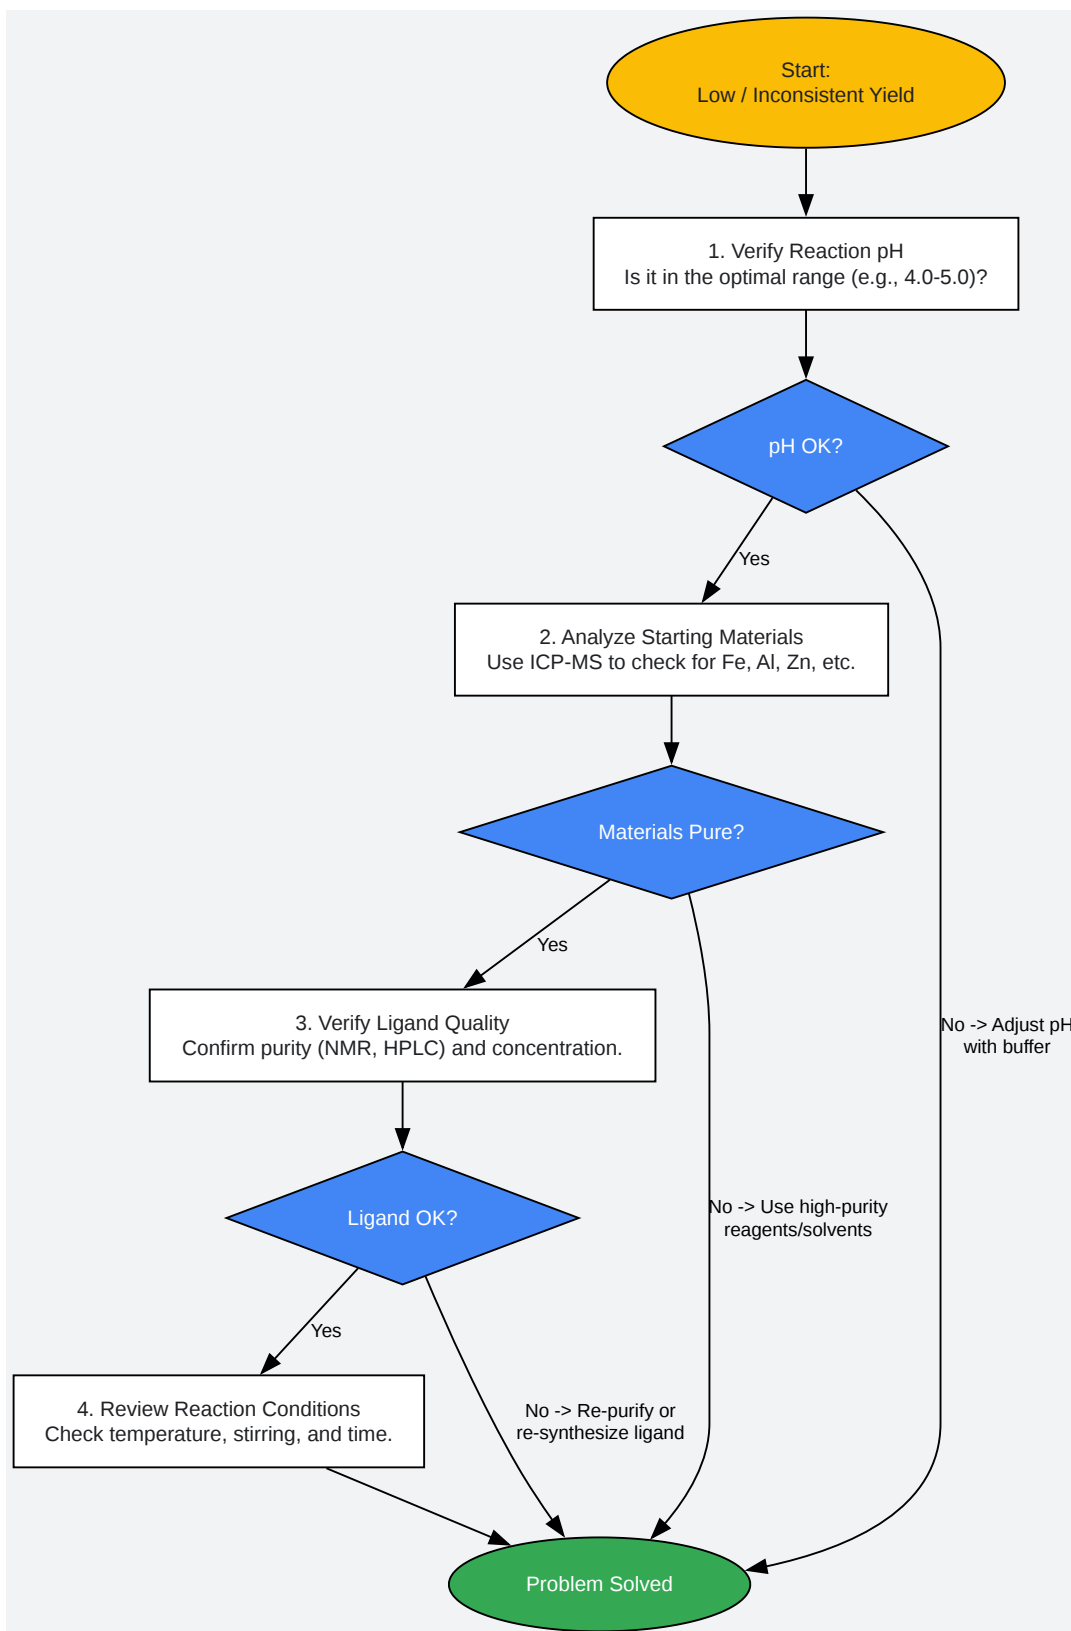 Start:
Low / Inconsistent Yield
1. Verify Reaction pH
Is it in the optimal range (e.g., 4.0-5.0)?
pH OK?
Yes
2. Analyze Starting Materials
Use ICP-MS to check for Fe, Al, Zn, etc.
Materials Pure?
Yes
3. Verify Ligand Quality
Confirm purity (NMR, HPLC) and concentration.
No -> Adjust pH
with buffer
Ligand OK?
No -> Use high-purity
reagents/solvents
Yes
4. Review Reaction Conditions
Check temperature, stirring, and time.
No -> Re-purify or
re-synthesize ligand
Problem Solved